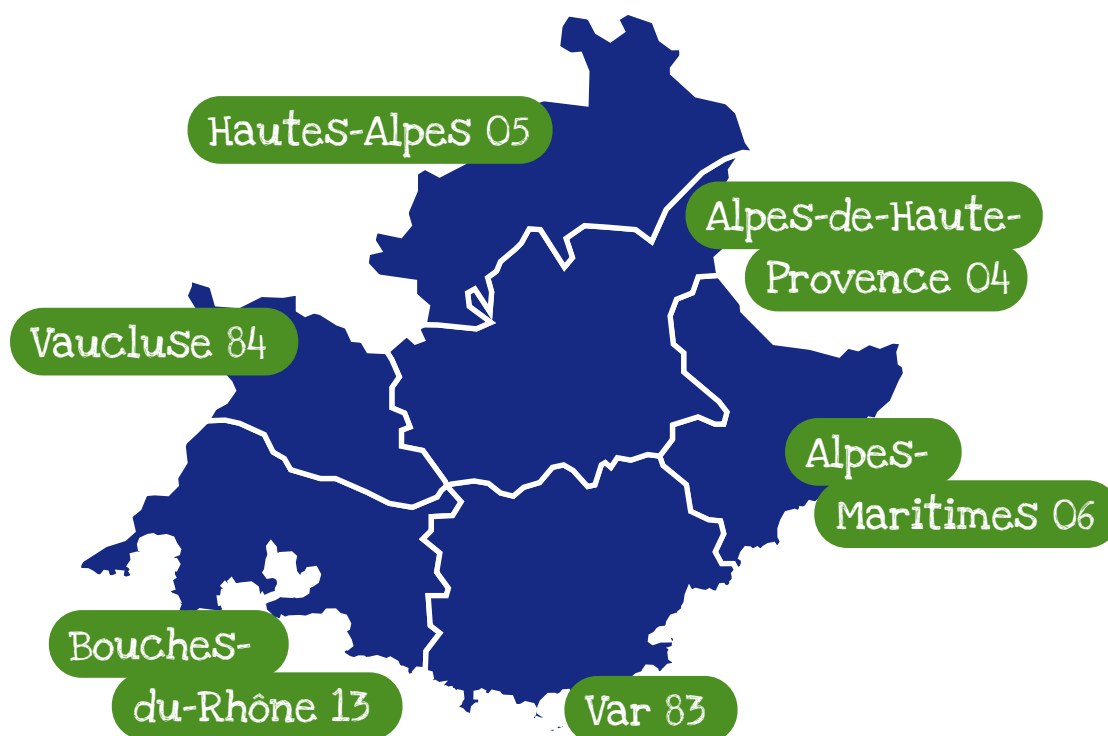 Hautes-Alpes 05
Alpes-de-Haute-
Provence 04
Vaucluse 84
Alpes-
Maritimes 06
Bouches-
du-Rhône 13
Var 83